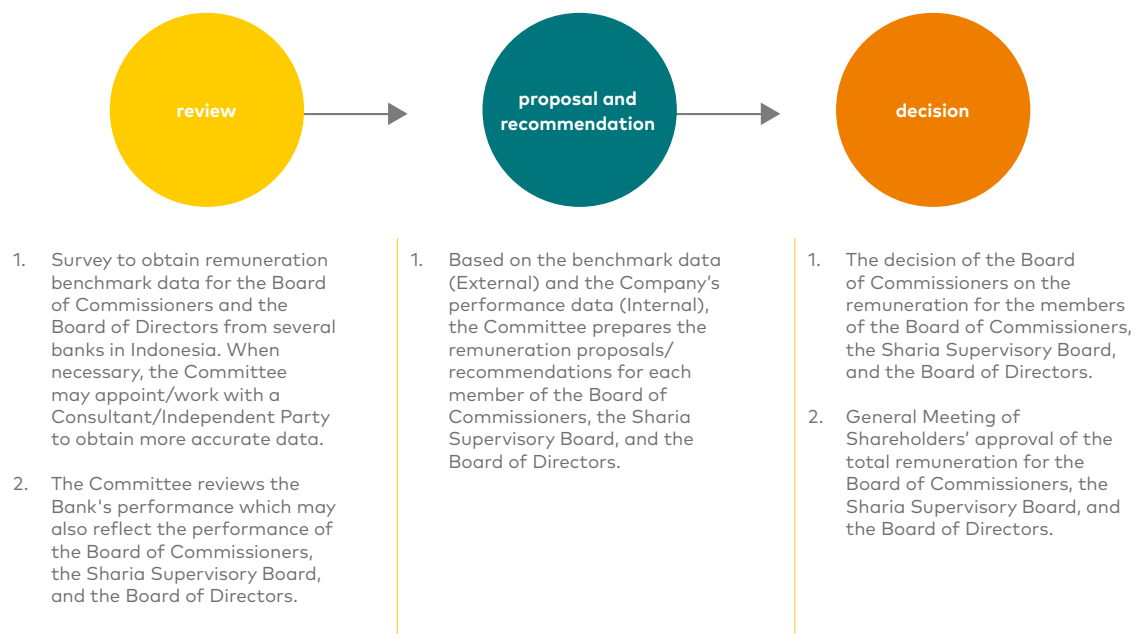 review
proposal and
recommendation
decision
1. Survey to obtain remuneration
benchmark data for the Board
of Commissioners and the
Board of Directors from several
banks in Indonesia. When
necessary, the Committee
may appoint/work with a
Consultant/Independent Party
to obtain more accurate data.
2. The Committee reviews the
Bank's performance which may
also reflect the performance of
the Board of Commissioners,
the Sharia Supervisory Board,
and the Board of Directors.
1. Based on the benchmark data
(External) and the Company’s
performance data (Internal),
the Committee prepares the
remuneration proposals/
recommendations for each
member of the Board of
Commissioners, the Sharia
Supervisory Board, and the
Board of Directors.
1. The decision of the Board
of Commissioners on the
remuneration for the members
of the Board of Commissioners,
the Sharia Supervisory Board,
and the Board of Directors.
2. General Meeting of
Shareholders’ approval of the
total remuneration for the
Board of Commissioners, the
Sharia Supervisory Board, and
the Board of Directors.